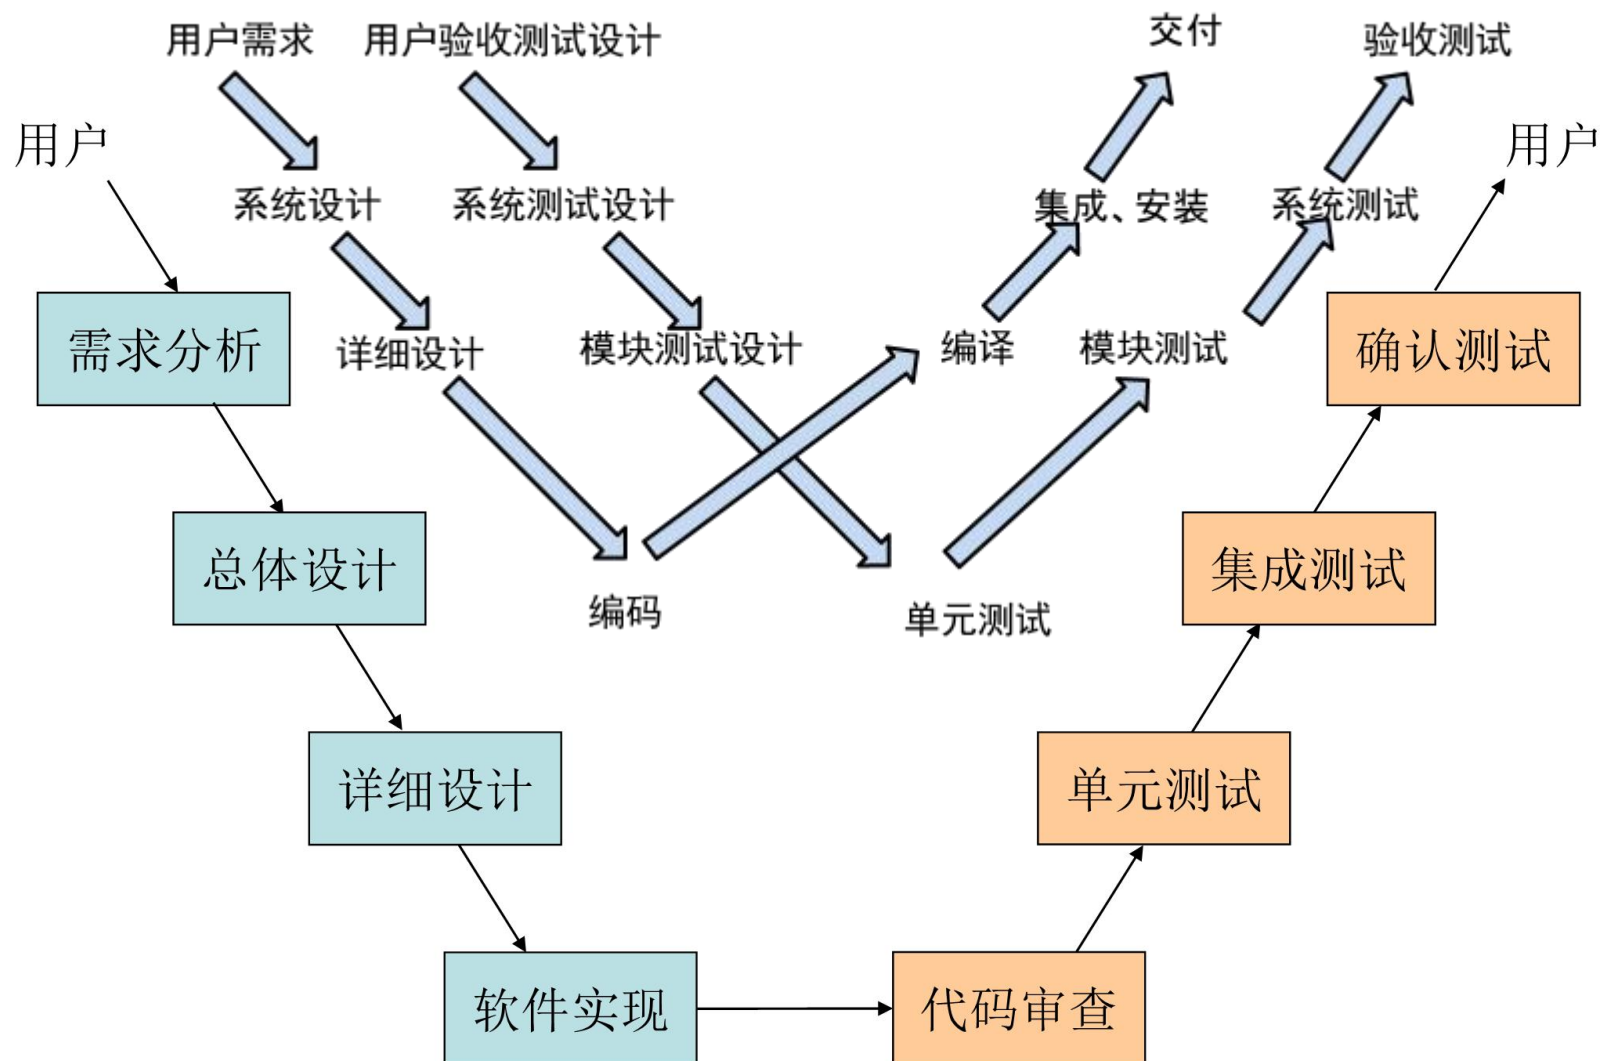 用户需求 用户验收测试设计 交付 验收测试
用户 用户
系统设计 系统测试设计 集成、安装 系统测试
需求分析 详细设计 模块测试设计 编译 模块测试 确认测试
总体设计 集成测试
编码 单元测试
详细设计 单元测试
软件实现 代码审查